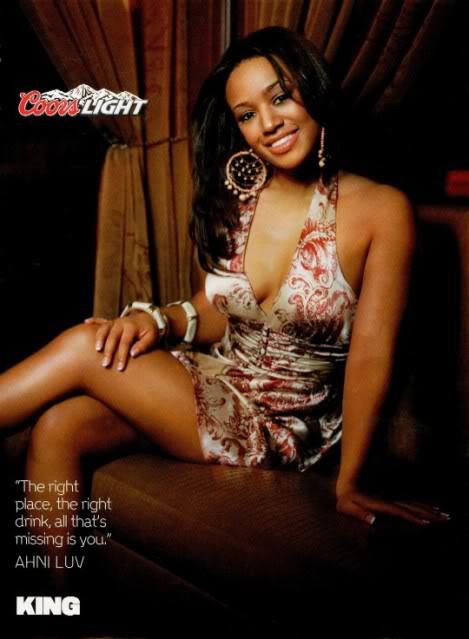 Coors LIGHT
"The right
place, the right
drink, all that's
missing is you."
AHNI LUV
KING